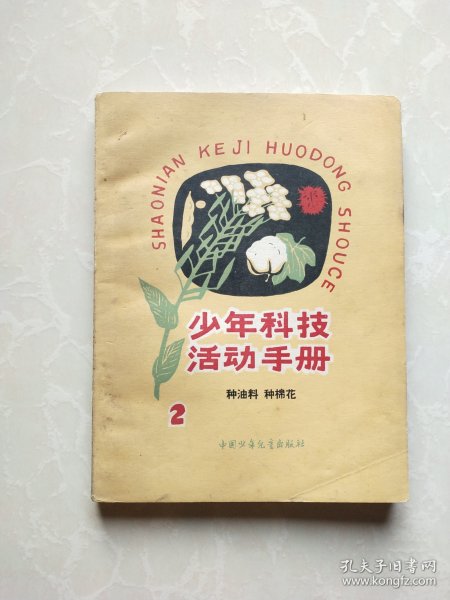 SHAONIAN KEJI HUODONG SHOUCE
少年科技
活动手册
种油料 种棉花
2
中国少年儿童出版社
孔夫子旧书网
www.kongfz.com